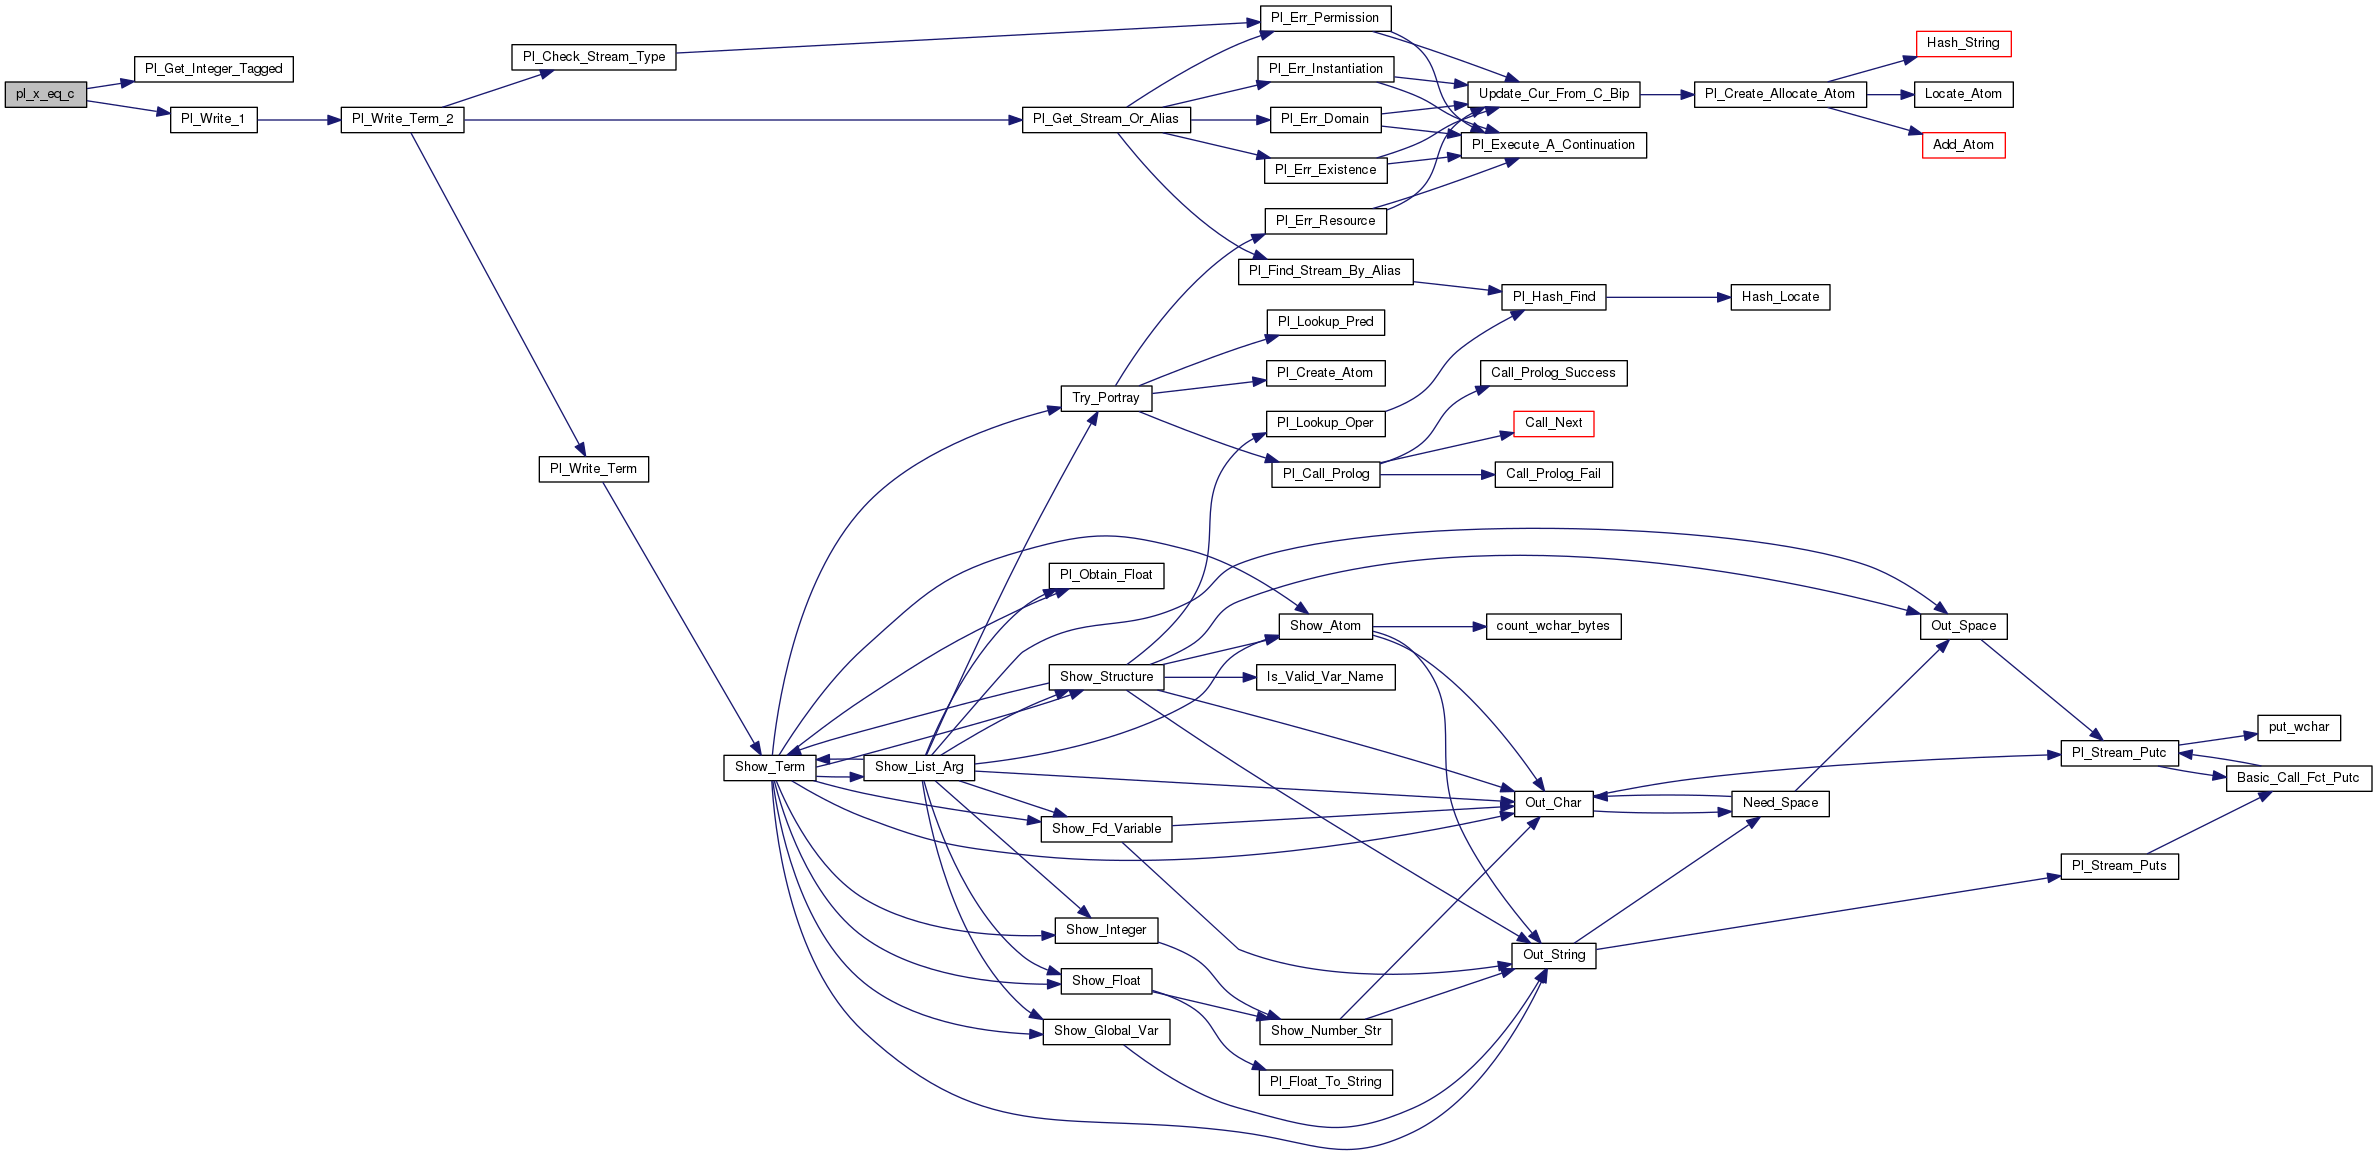 pl_x_eq_c
Pl_Get_Integer_Tagged
Pl_Write_1
Pl_Write_Term_2
Pl_Check_Stream_Type
Pl_Write_Term
Show_Term
Show_List_Arg
Pl_Get_Stream_Or_Alias
Try_Portray
Pl_Obtain_Float
Show_Structure
Show_Fd_Variable
Show_Integer
Show_Float
Show_Global_Var
Pl_Err_Permission
Pl_Err_Instantiation
Pl_Err_Domain
Pl_Err_Existence
Pl_Err_Resource
Pl_Find_Stream_By_Alias
Pl_Lookup_Pred
Pl_Create_Atom
Pl_Lookup_Oper
Pl_Call_Prolog
Show_Atom
Is_Valid_Var_Name
Show_Number_Str
Pl_Float_To_String
Update_Cur_From_C_Bip
Pl_Execute_A_Continuation
Pl_Hash_Find
Call_Prolog_Success
Call_Next
Call_Prolog_Fail
count_wchar_bytes
Out_Char
Out_String
Pl_Create_Allocate_Atom
Hash_Locate
Need_Space
Hash_String
Locate_Atom
Add_Atom
Out_Space
Pl_Stream_Putc
Pl_Stream_Puts
put_wchar
Basic_Call_Fct_Putc